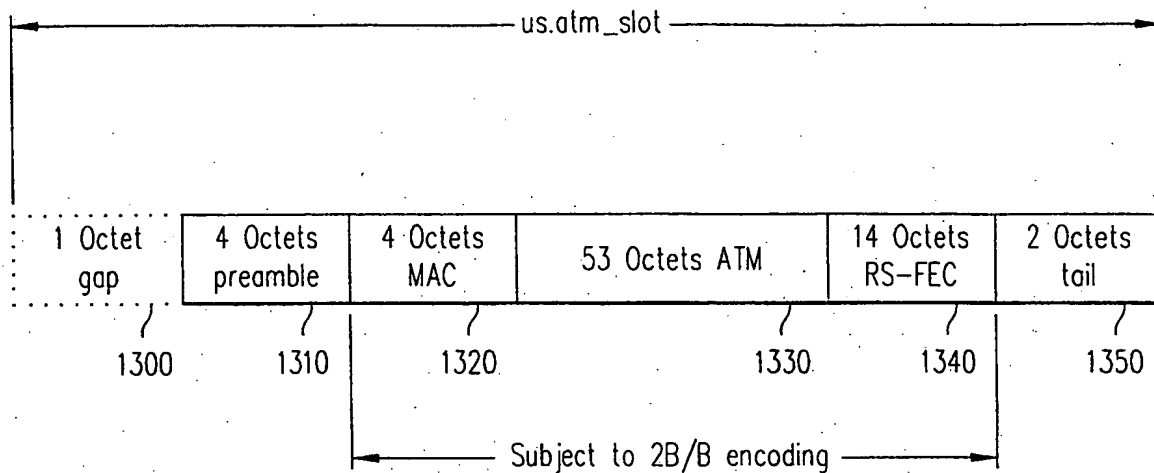 us.atm_slot
1 Octet
gap
4 Octets
preamble
4 Octets
MAC
53 Octets ATM
14 Octets
RS-FEC
2 Octets
tail
1300
1310
1320
1330
1340
1350
Subject to 2B/B encoding